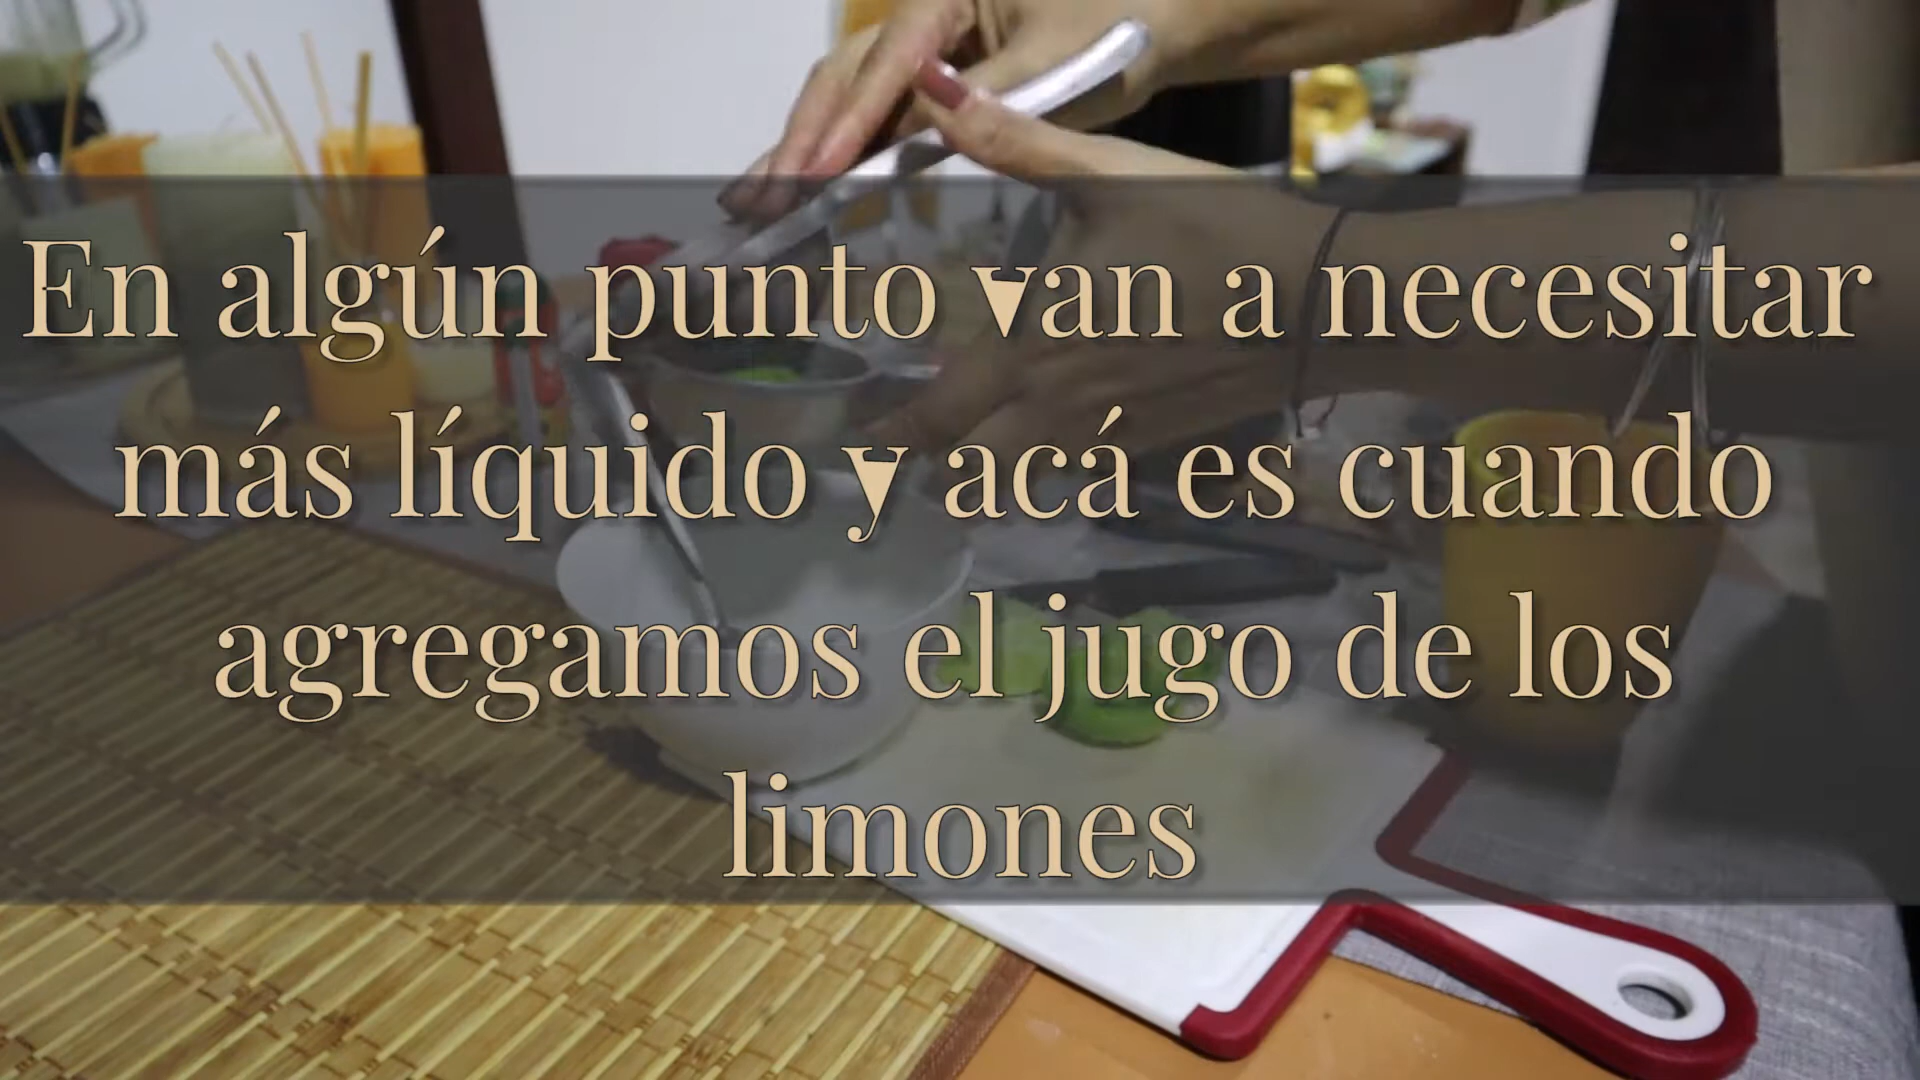 En algún punto van a necesitar
más líquido y acá es cuando
agregamos el jugo de los
limones